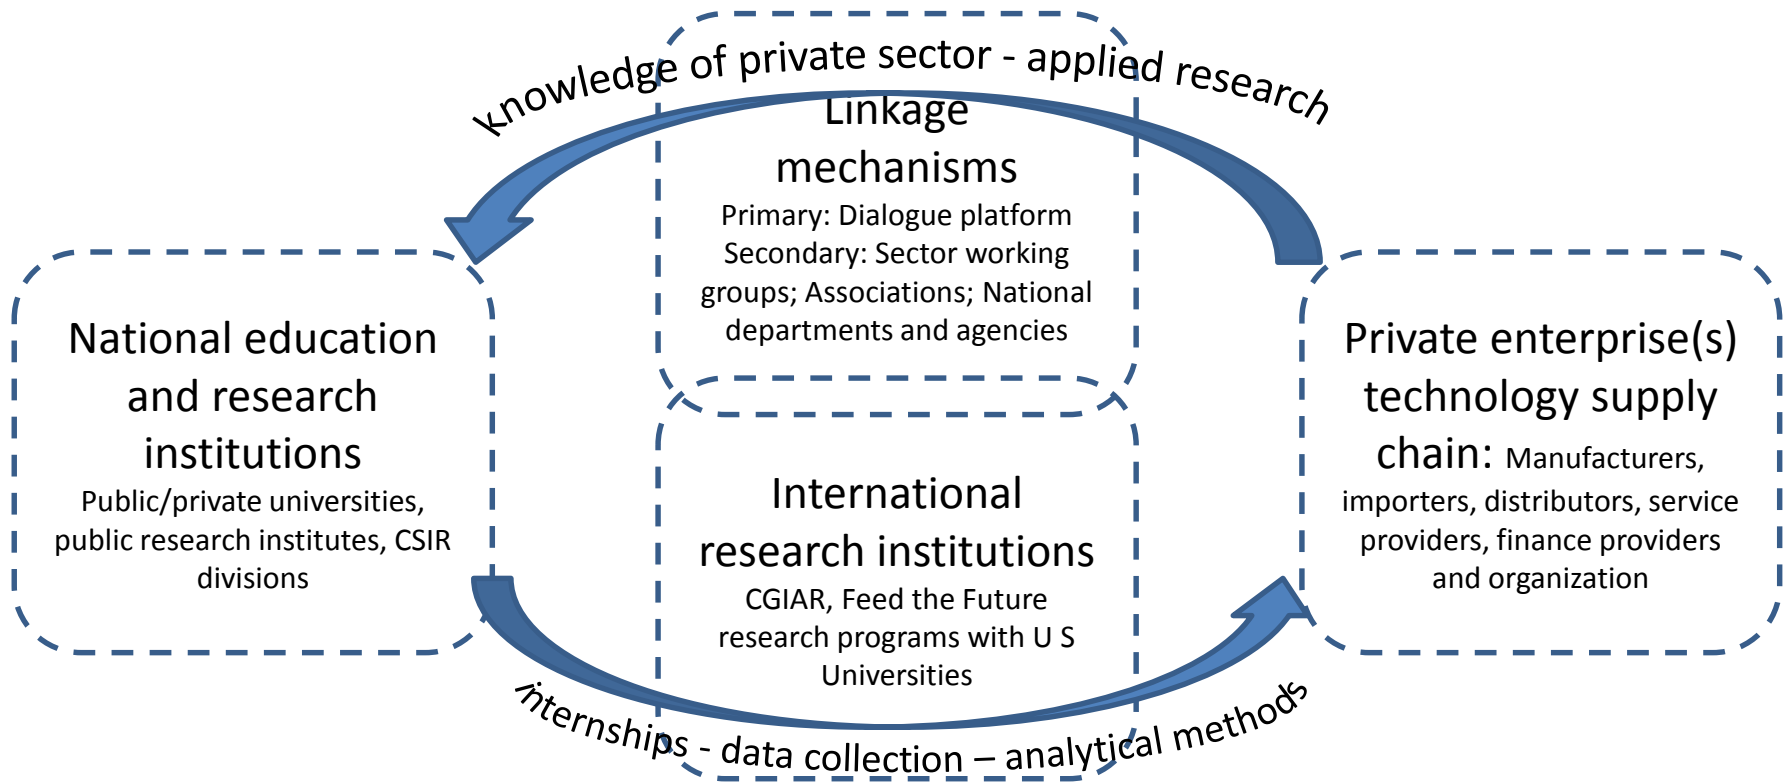 knowledge of private sector - applied research
Linkage
mechanisms
Primary: Dialogue platform
Secondary: Sector working
groups; Associations; National
departments and agencies
National education
and research
institutions
Public/private universities,
public research institutes, CSIR
divisions
International
research institutions
CGIAR, Feed the Future
research programs with U S
Universities
Private enterprise(s)
technology supply
chain: Manufacturers,
importers, distributors, service
providers, finance providers
and organization
internships - data collection – analytical methods